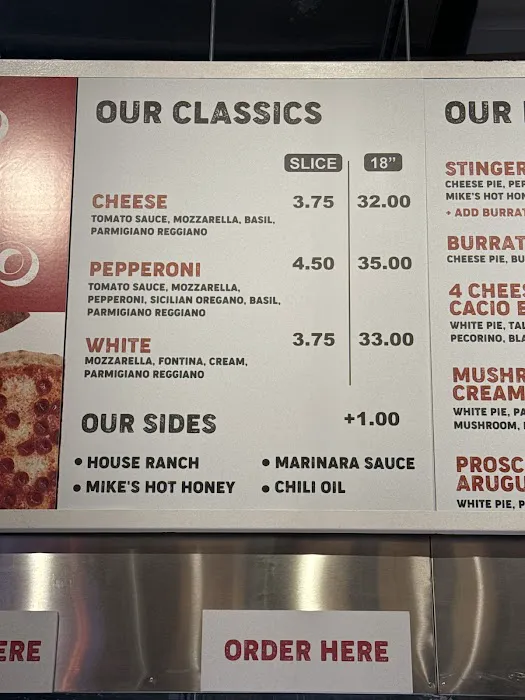 OUR CLASSICS
SLICE 18”
CHEESE 3.75 32.00
TOMATO SAUCE, MOZZARELLA, BASIL,
PARMIGIANO REGGIANO
PEPPERONI 4.50 35.00
TOMATO SAUCE, MOZZARELLA,
PEPPERONI, SICILIAN OREGANO, BASIL,
PARMIGIANO REGGIANO
WHITE 3.75 33.00
MOZZARELLA, FONTINA, CREAM,
PARMIGIANO REGGIANO
OUR SIDES +1.00
• HOUSE RANCH • MARINARA SAUCE
• MIKE'S HOT HONEY • CHILI OIL
OUR
STINGER
CHEESE PIE, PEP
MIKE'S HOT HON
+ ADD BURRAT
BURRAT
CHEESE PIE, BU
4 CHEES
CACIO E
WHITE PIE, TAL
PECORINO, BLA
MUSHR
CREAM
WHITE PIE, PA
MUSHROOM,
PROSC
ARUGU
WHITE PIE, P
ERE
ORDER HERE